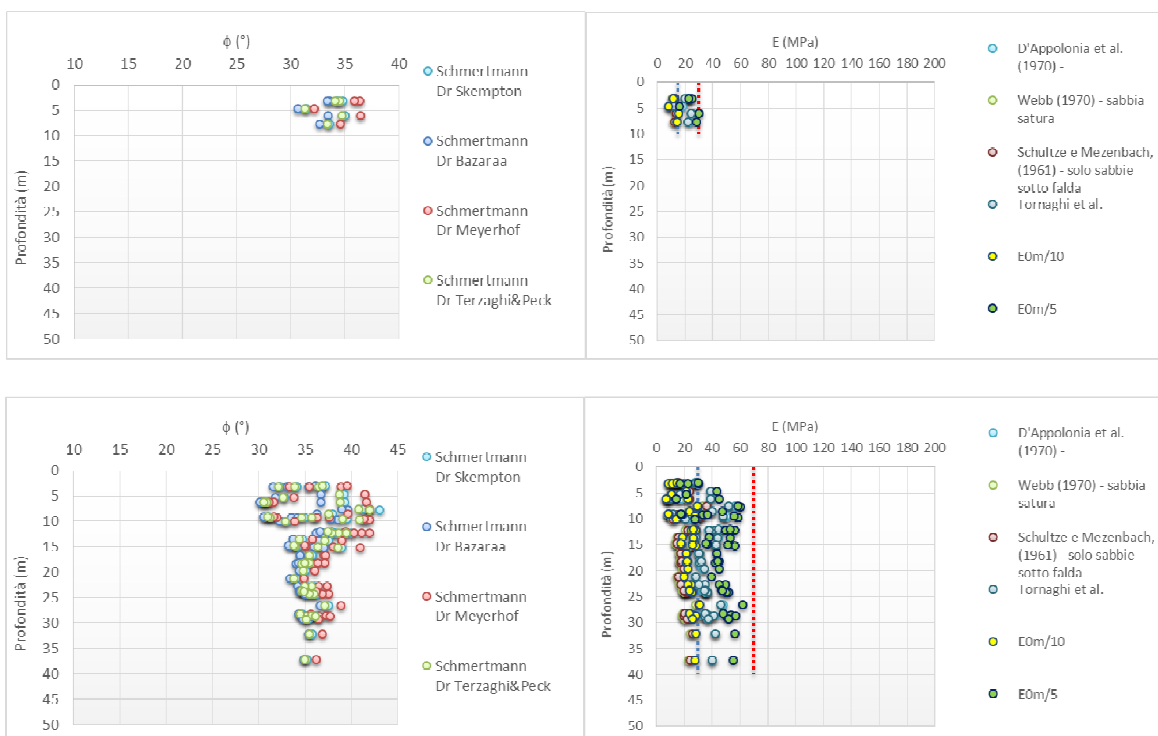 ϕ (°)
10 15 20 25 30 35 40
0
5
10
15
20
25
30
35
40
45
50
Profondità (m)
Schmertmann
Dr Skempton
Schmertmann
Dr Bazaraa
Schmertmann
Dr Meyerhof
Schmertmann
Dr Terzaghi&Peck
E (MPa)
0 20 40 60 80 100 120 140 160 180 200
0
5
10
15
20
25
30
35
40
45
50
Profondità (m)
D'Appolonia et al.
(1970) -
Webb (1970) - sabbia
satura
Schultze e Mezenbach,
(1961) - solo sabbie
sotto falda
Tornaghi et al.
E0m/10
E0m/5
ϕ (°)
10 15 20 25 30 35 40 45
0
5
10
15
20
25
30
35
40
45
50
Profondità (m)
Schmertmann
Dr Skempton
Schmertmann
Dr Bazaraa
Schmertmann
Dr Meyerhof
Schmertmann
Dr Terzaghi&Peck
E (MPa)
0 20 40 60 80 100 120 140 160 180 200
0
5
10
15
20
25
30
35
40
45
50
Profondità (m)
D'Appolonia et al.
(1970) -
Webb (1970) - sabbia
satura
Schultze e Mezenbach,
(1961) - solo sabbie
sotto falda
Tornaghi et al.
E0m/10
E0m/5